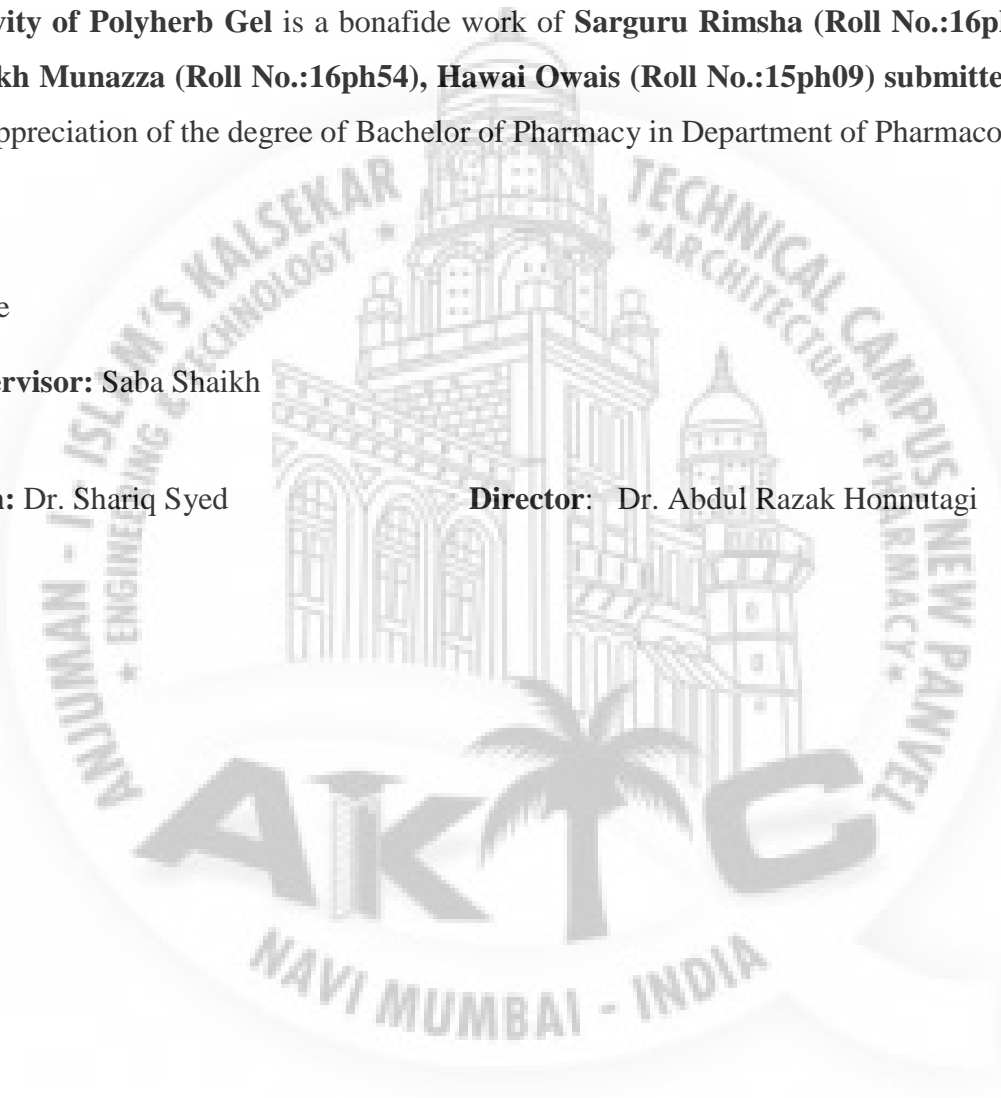 vity of Polyherb Gel is a bonafide work of Sarguru Rimsha (Roll No.:16p
kh Munazza (Roll No.:16ph54), Hawai Owais (Roll No.:15ph09) submitte
ppreciation of the degree of Bachelor of Pharmacy in Department of Pharmaco
e
ervisor: Saba Shaikh
: Dr. Shariq Syed Director: Dr. Abdul Razak Honnutagi
ANJUMAN - I - ISLAM'S KALSEKAR TECHNICAL CAMPUS NEW PANVEL
* ENGINEERING & TECHNOLOGY * *ARCHITECTURE * PHARMACY*
AKTC
NAVI MUMBAI - INDIA